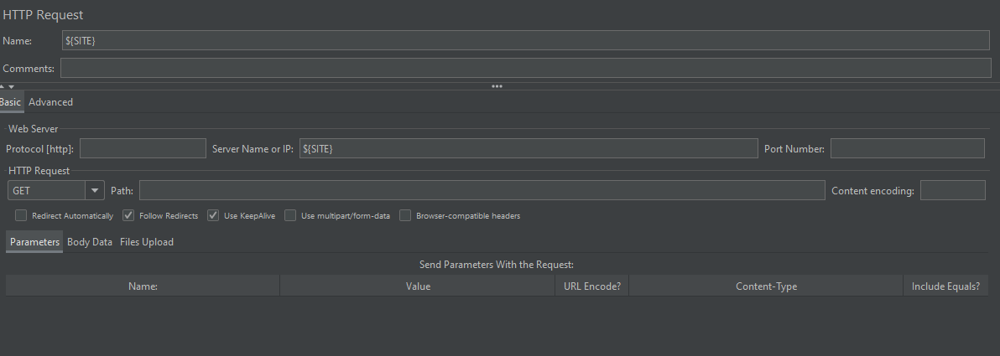 HTTP Request
Name: ${SITE}
Comments:
Basic Advanced
Web Server
Protocol [http]: Server Name or IP: ${SITE} Port Number:
HTTP Request
GET Path: Content encoding:
Redirect Automatically Follow Redirects Use KeepAlive Use multipart/form-data Browser-compatible headers
Parameters Body Data Files Upload
Send Parameters With the Request:
Name: Value URL Encode? Content-Type Include Equals?